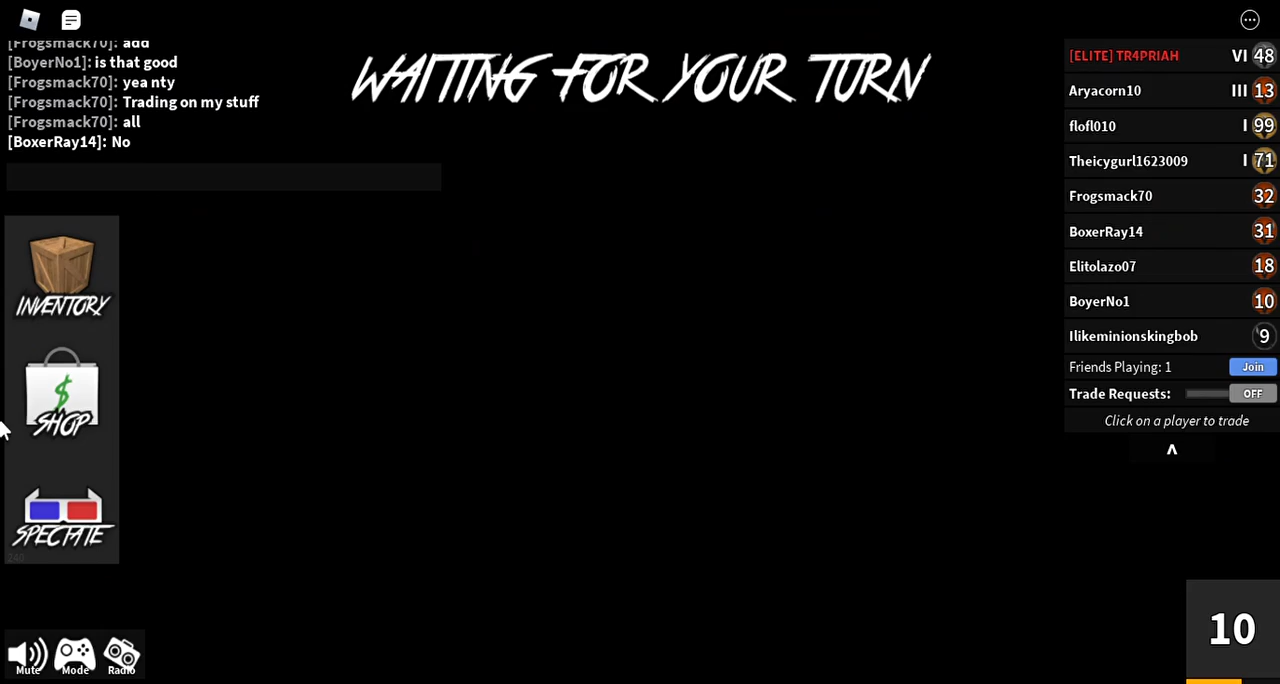 [Frogsmack70]: add
[BoyerNo1]: is that good
[Frogsmack70]: yea nty
[Frogsmack70]: Trading on my stuff
[Frogsmack70]: all
[BoxerRay14]: No
WAITING FOR YOUR TURN
[ELITE] TR4PRIAH VI 48
Aryacorn10 III 13
flofl010 I 99
Theicygurl1623009 I 71
Frogsmack70 32
BoxerRay14 31
Elitolazo07 18
BoyerNo1 10
Ilikeminionskingbob 9
Friends Playing: 1 Join
Trade Requests: OFF
Click on a player to trade
^
INVENTORY
$
SHOP
SPECTATE
240
Mute
Mode
Radio
10